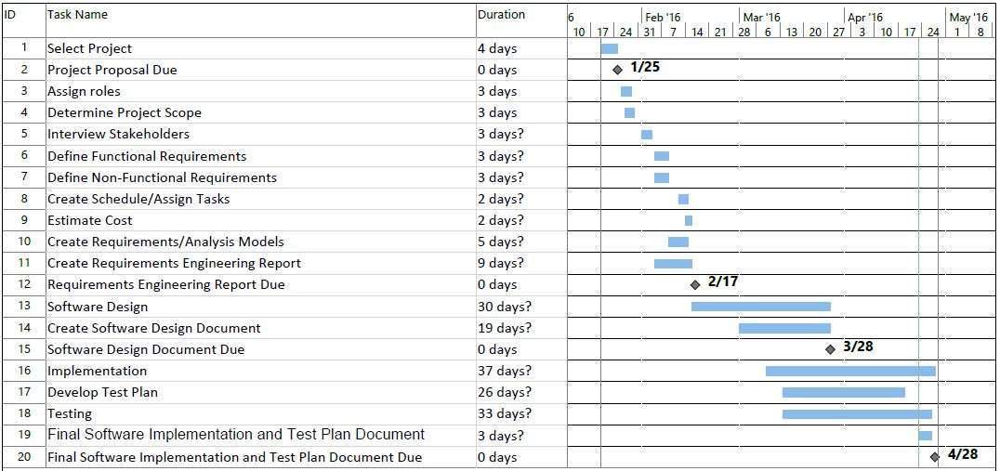 ID Task Name Duration 6 Feb '16 Mar '16 Apr '16 May '16
10 17 24 31 7 14 21 28 6 13 20 27 3 10 17 24 1 8
1 Select Project 4 days
2 Project Proposal Due 0 days 1/25
3 Assign roles 3 days
4 Determine Project Scope 3 days
5 Interview Stakeholders 3 days?
6 Define Functional Requirements 3 days?
7 Define Non-Functional Requirements 3 days?
8 Create Schedule/Assign Tasks 2 days?
9 Estimate Cost 2 days?
10 Create Requirements/Analysis Models 5 days?
11 Create Requirements Engineering Report 9 days?
12 Requirements Engineering Report Due 0 days 2/17
13 Software Design 30 days?
14 Create Software Design Document 19 days?
15 Software Design Document Due 0 days 3/28
16 Implementation 37 days?
17 Develop Test Plan 26 days?
18 Testing 33 days?
19 Final Software Implementation and Test Plan Document 3 days?
20 Final Software Implementation and Test Plan Document Due 0 days 4/28